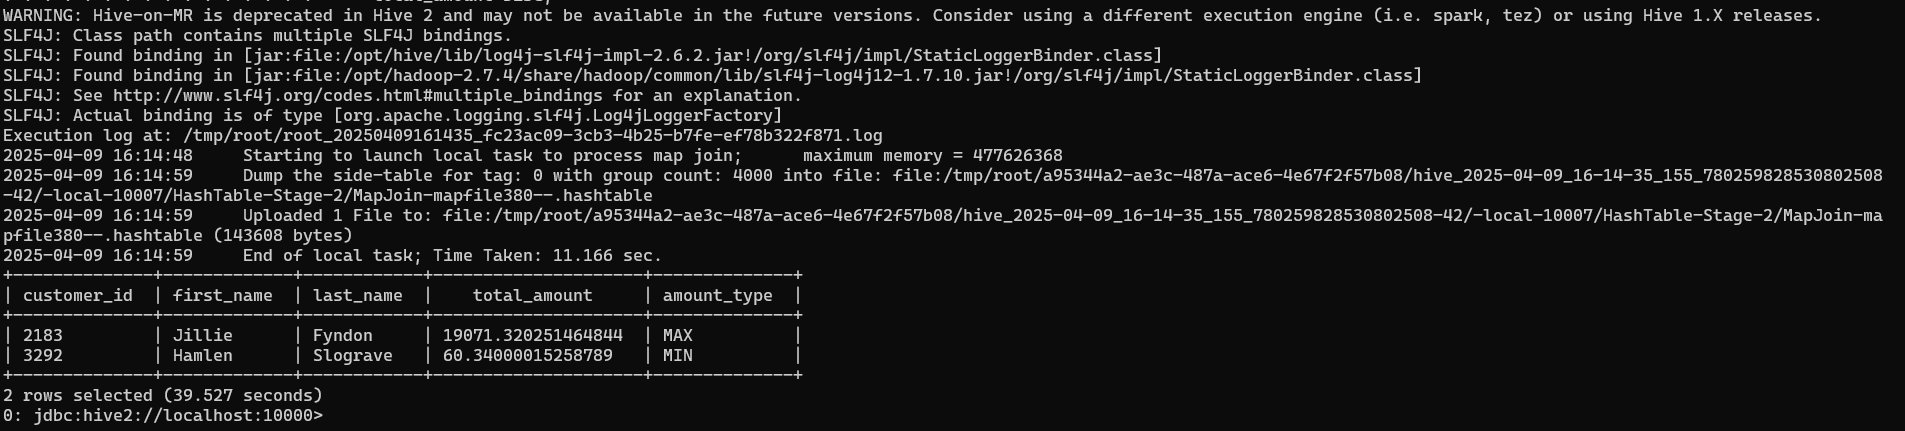 WARNING: Hive-on-MR is deprecated in Hive 2 and may not be available in the future versions. Consider using a different execution engine (i.e. spark, tez) or using Hive 1.X releases.
SLF4J: Class path contains multiple SLF4J bindings.
SLF4J: Found binding in [jar:file:/opt/hive/lib/log4j-slf4j-impl-2.6.2.jar!/org/slf4j/impl/StaticLoggerBinder.class]
SLF4J: Found binding in [jar:file:/opt/hadoop-2.7.4/share/hadoop/common/lib/slf4j-log4j12-1.7.10.jar!/org/slf4j/impl/StaticLoggerBinder.class]
SLF4J: See http://www.slf4j.org/codes.html#multiple_bindings for an explanation.
SLF4J: Actual binding is of type [org.apache.logging.slf4j.Log4jLoggerFactory]
Execution log at: /tmp/root/root_20250409161435_fc23ac09-3cb3-4b25-b7fe-ef78b322f871.log
2025-04-09 16:14:48     Starting to launch local task to process map join;      maximum memory = 477626368
2025-04-09 16:14:59     Dump the side-table for tag: 0 with group count: 4000 into file: file:/tmp/root/a95344a2-ae3c-487a-ace6-4e67f2f57b08/hive_2025-04-09_16-14-35_155_780259828530802508
-42/-local-10007/HashTable-Stage-2/MapJoin-mapfile380--.hashtable
2025-04-09 16:14:59     Uploaded 1 File to: file:/tmp/root/a95344a2-ae3c-487a-ace6-4e67f2f57b08/hive_2025-04-09_16-14-35_155_780259828530802508-42/-local-10007/HashTable-Stage-2/MapJoin-ma
pfile380--.hashtable (143608 bytes)
2025-04-09 16:14:59     End of local task; Time Taken: 11.166 sec.
+--------------+-------------+------------+---------------------+--------------+
| customer_id  | first_name  | last_name  |    total_amount     | amount_type  |
+--------------+-------------+------------+---------------------+--------------+
| 2183         | Jillie      | Fyndon     | 19071.320251464844  | MAX          |
| 3292         | Hamlen      | Slograve   | 60.34000015258789   | MIN          |
+--------------+-------------+------------+---------------------+--------------+
2 rows selected (39.527 seconds)
0: jdbc:hive2://localhost:10000>